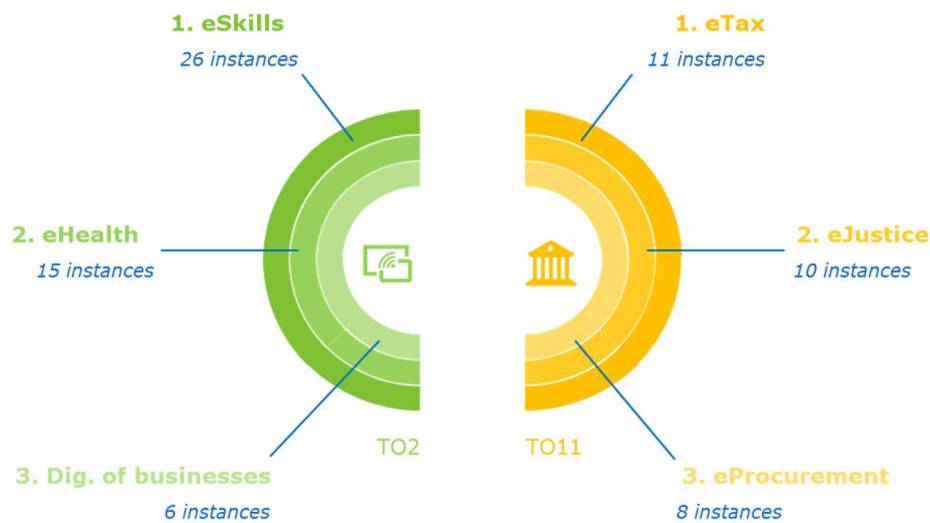 1. eSkills
26 instances
2. eHealth
15 instances
3. Dig. of businesses
6 instances
TO2
1. eTax
11 instances
2. eJustice
10 instances
3. eProcurement
8 instances
TO11